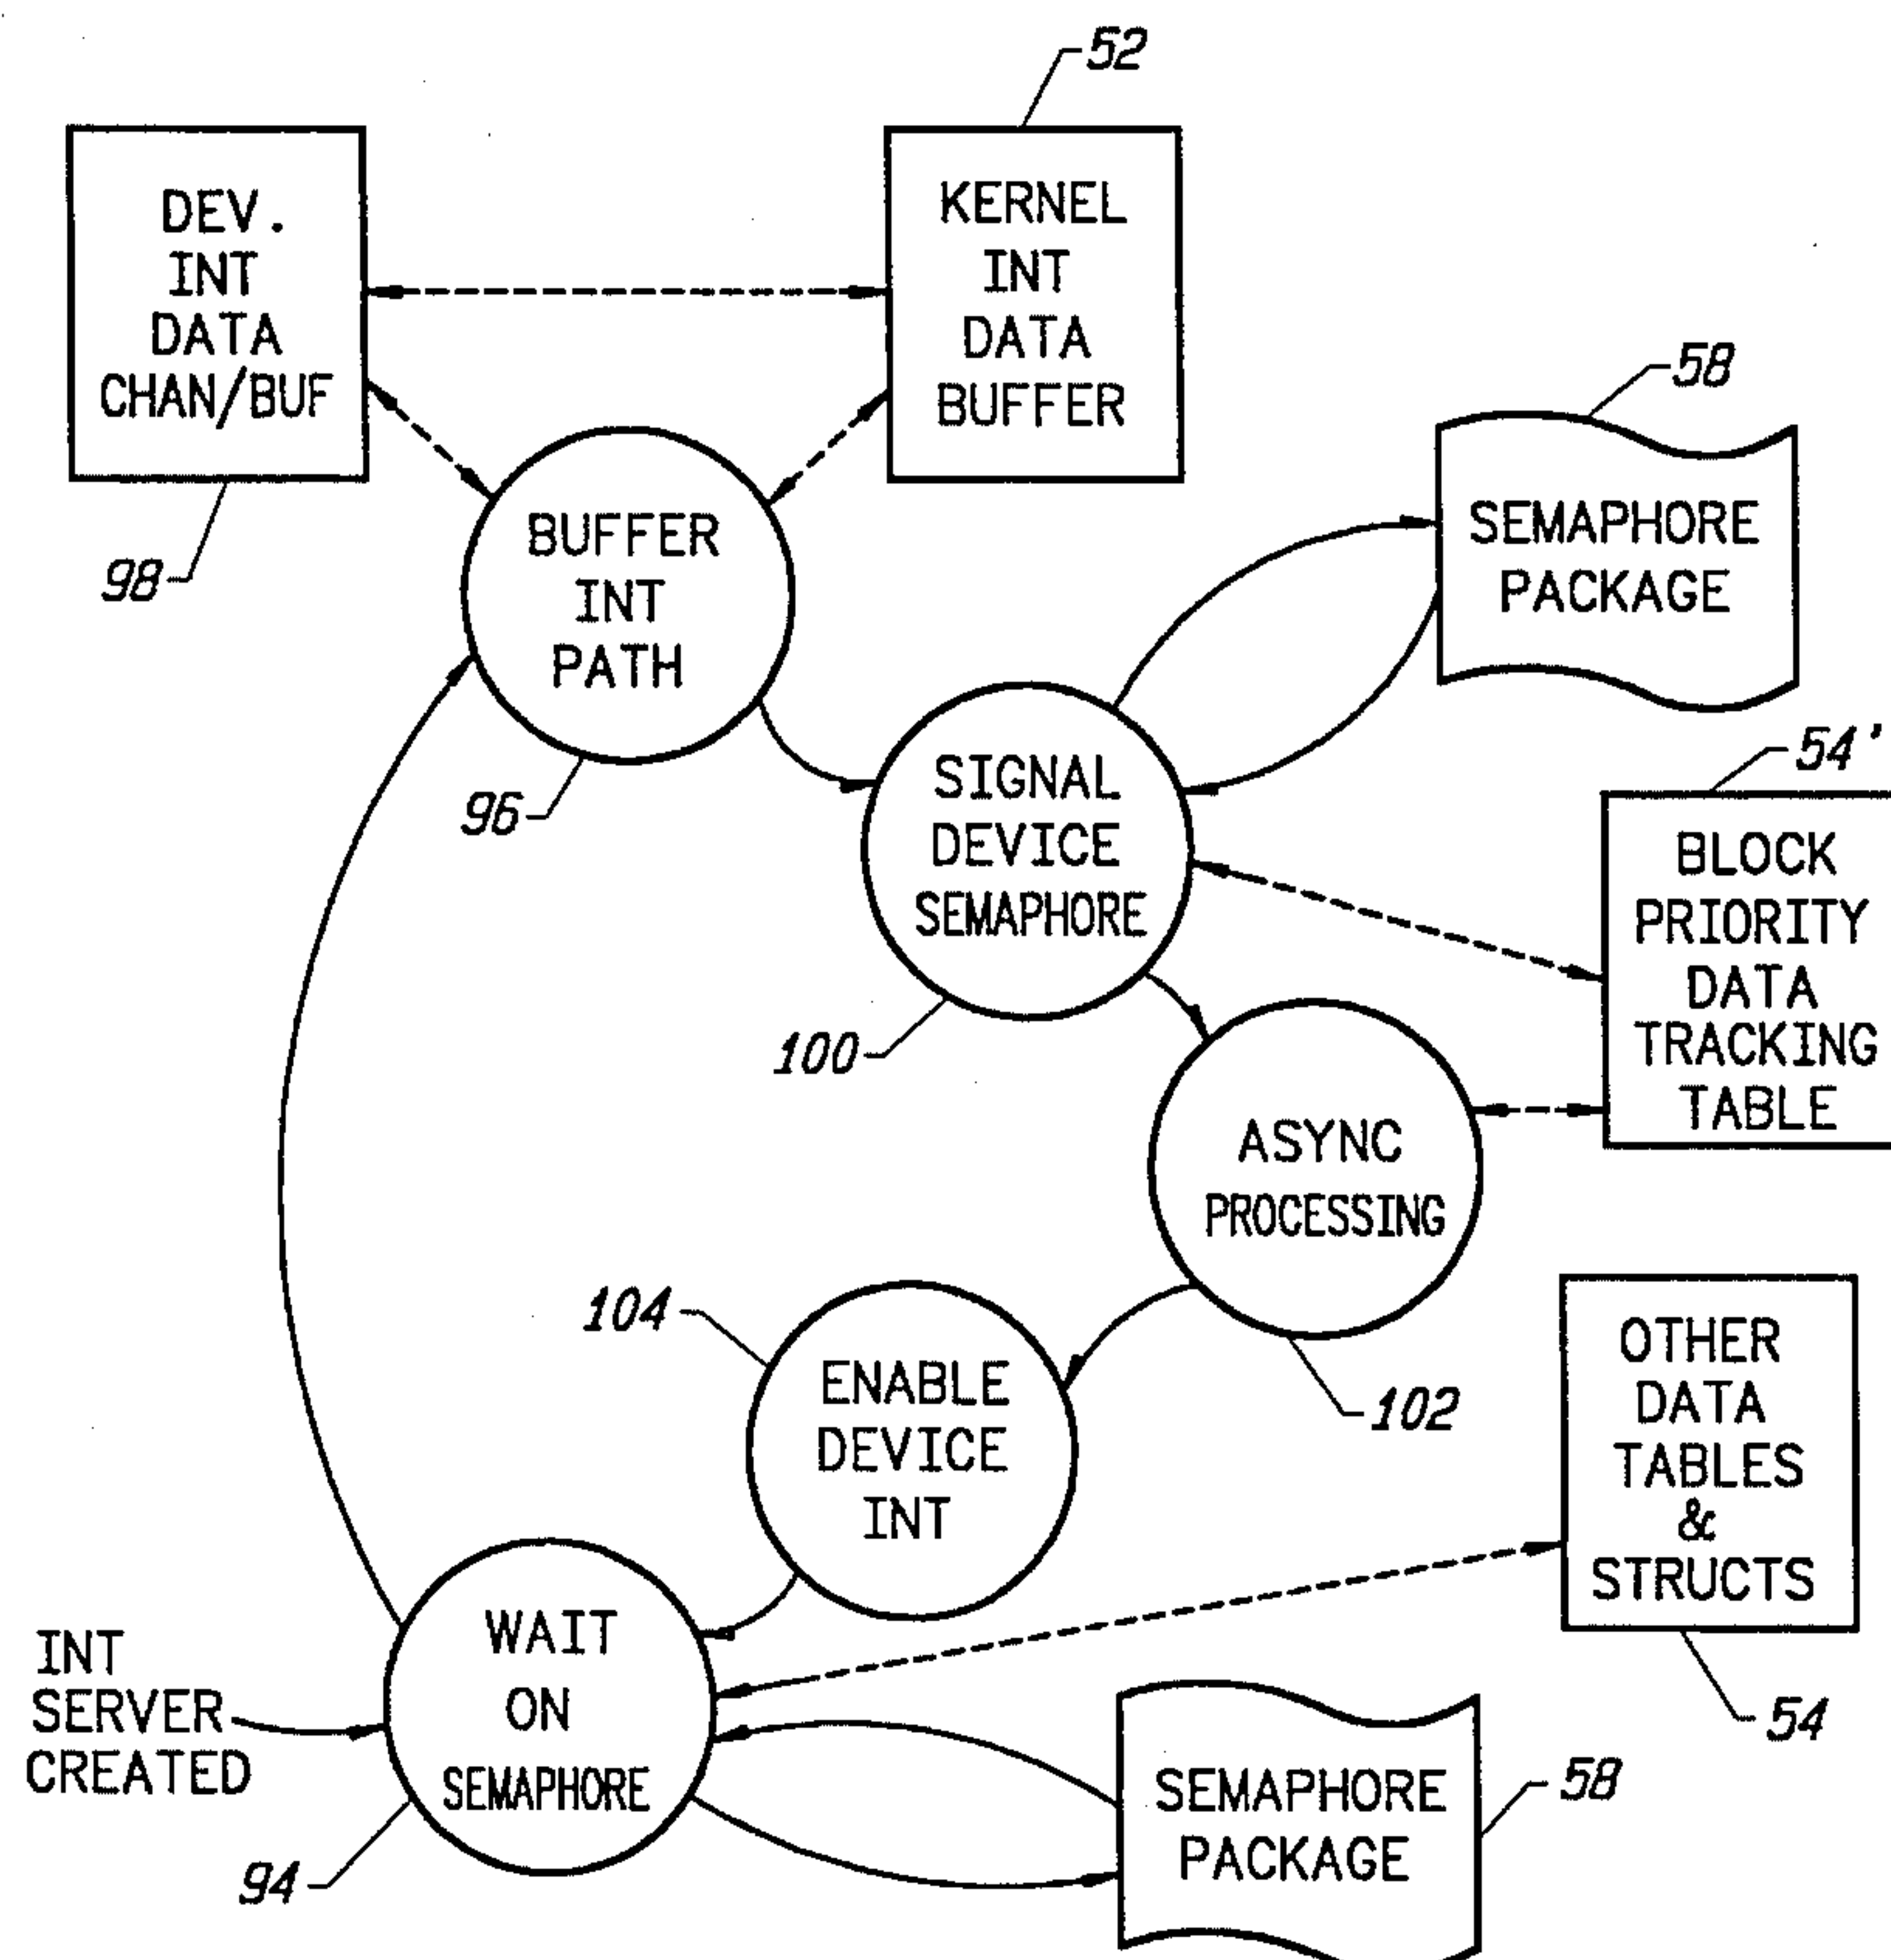 52
DEV.
INT
DATA
CHAN/BUF
KERNEL
INT
DATA
BUFFER
58
SEMAPHORE
PACKAGE
98
BUFFER
INT
PATH
96
SIGNAL
DEVICE
SEMAPHORE
100
54'
BLOCK
PRIORITY
DATA
TRACKING
TABLE
ASYNC
PROCESSING
102
104
ENABLE
DEVICE
INT
OTHER
DATA
TABLES
&
STRUCTS
54
INT
SERVER
CREATED
WAIT
ON
SEMAPHORE
94
SEMAPHORE
PACKAGE
58